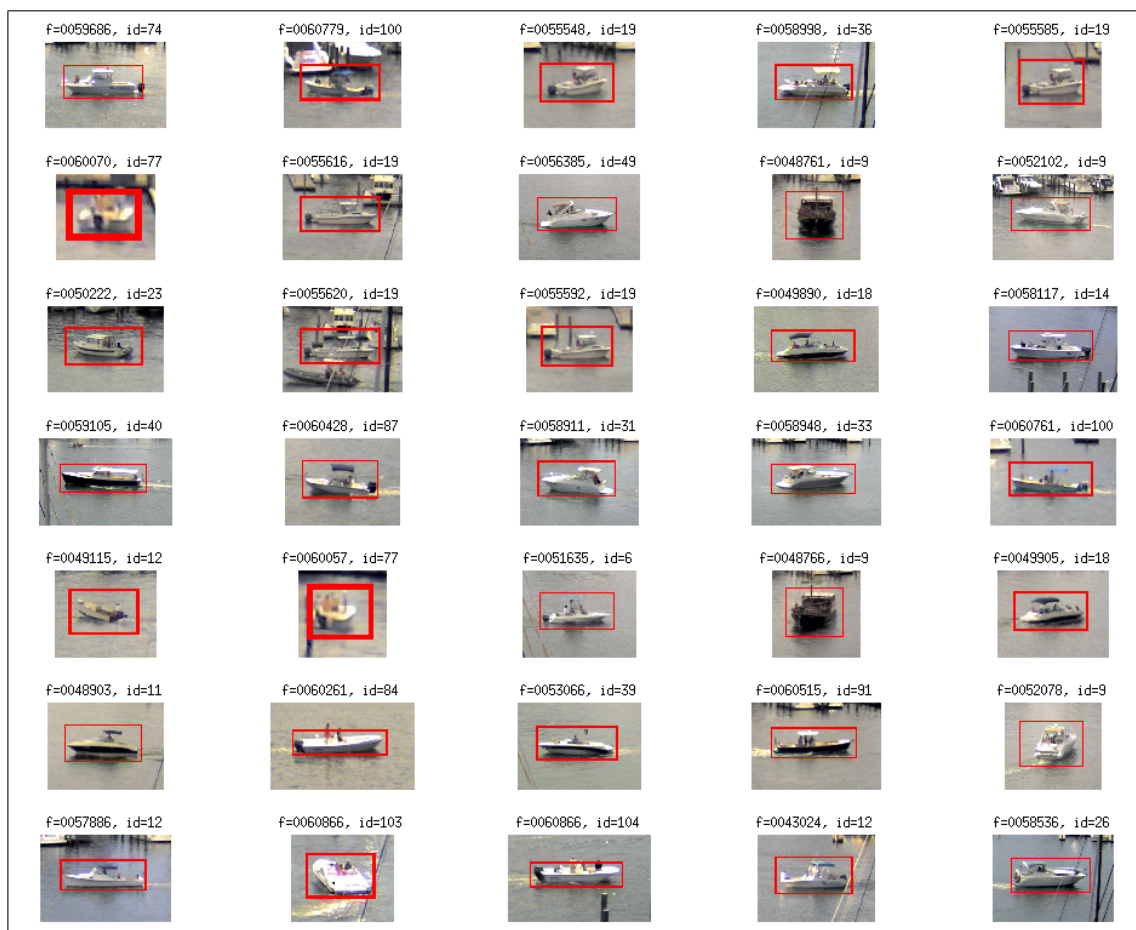 f=0059686, id=74
f=0060779, id=100
f=0055548, id=19
f=0058998, id=36
f=0055585, id=19
f=0060070, id=77
f=0055616, id=19
f=0056385, id=49
f=0048761, id=9
f=0052102, id=9
f=0050222, id=23
f=0055620, id=19
f=0055592, id=19
f=0049890, id=18
f=0058117, id=14
f=0059105, id=40
f=0060428, id=87
f=0058911, id=31
f=0058948, id=33
f=0060761, id=100
f=0049115, id=12
f=0060057, id=77
f=0051635, id=6
f=0048766, id=9
f=0049905, id=18
f=0048903, id=11
f=0060261, id=84
f=0053066, id=39
f=0060515, id=91
f=0052078, id=9
f=0057886, id=12
f=0060866, id=103
f=0060866, id=104
f=0043024, id=12
f=0058536, id=26